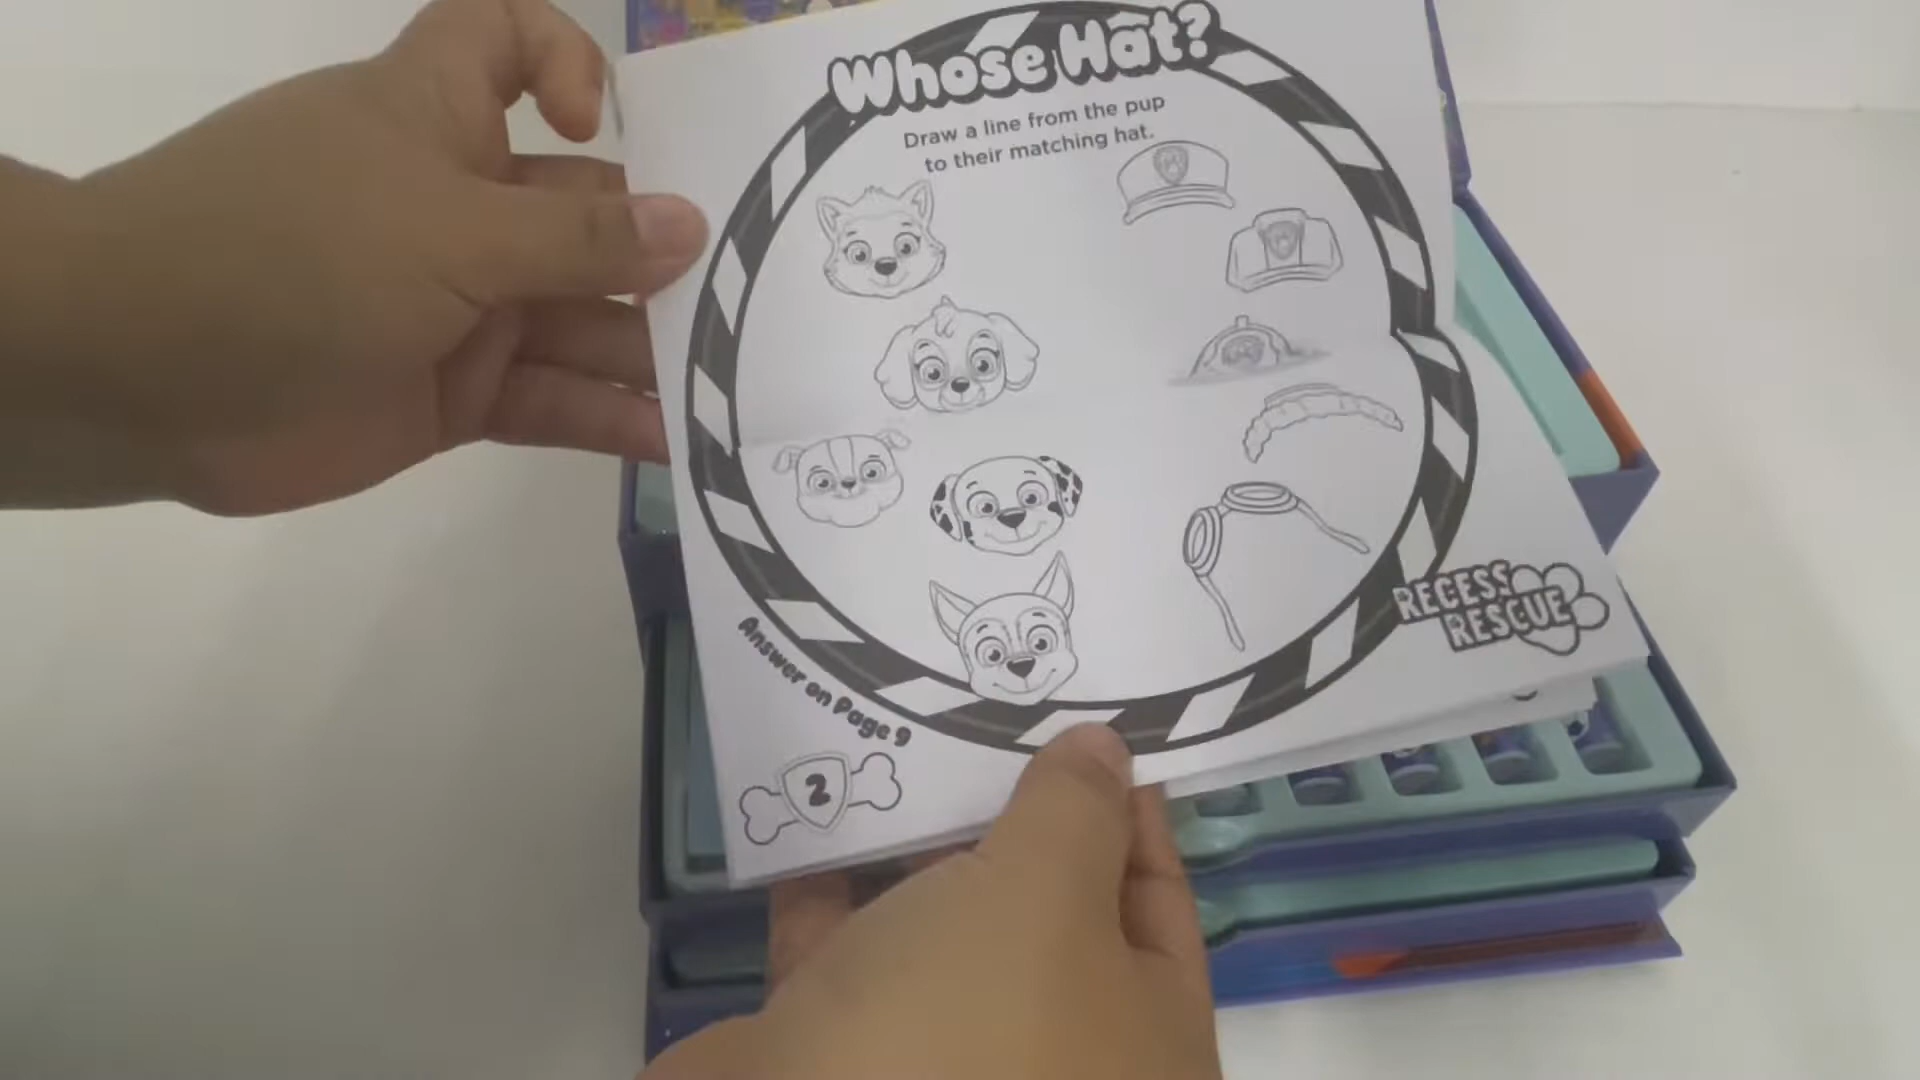 Whose Hat?
Draw a line from the pup
to their matching hat.
RECESS
RESCUE
Answer on Page 9
2